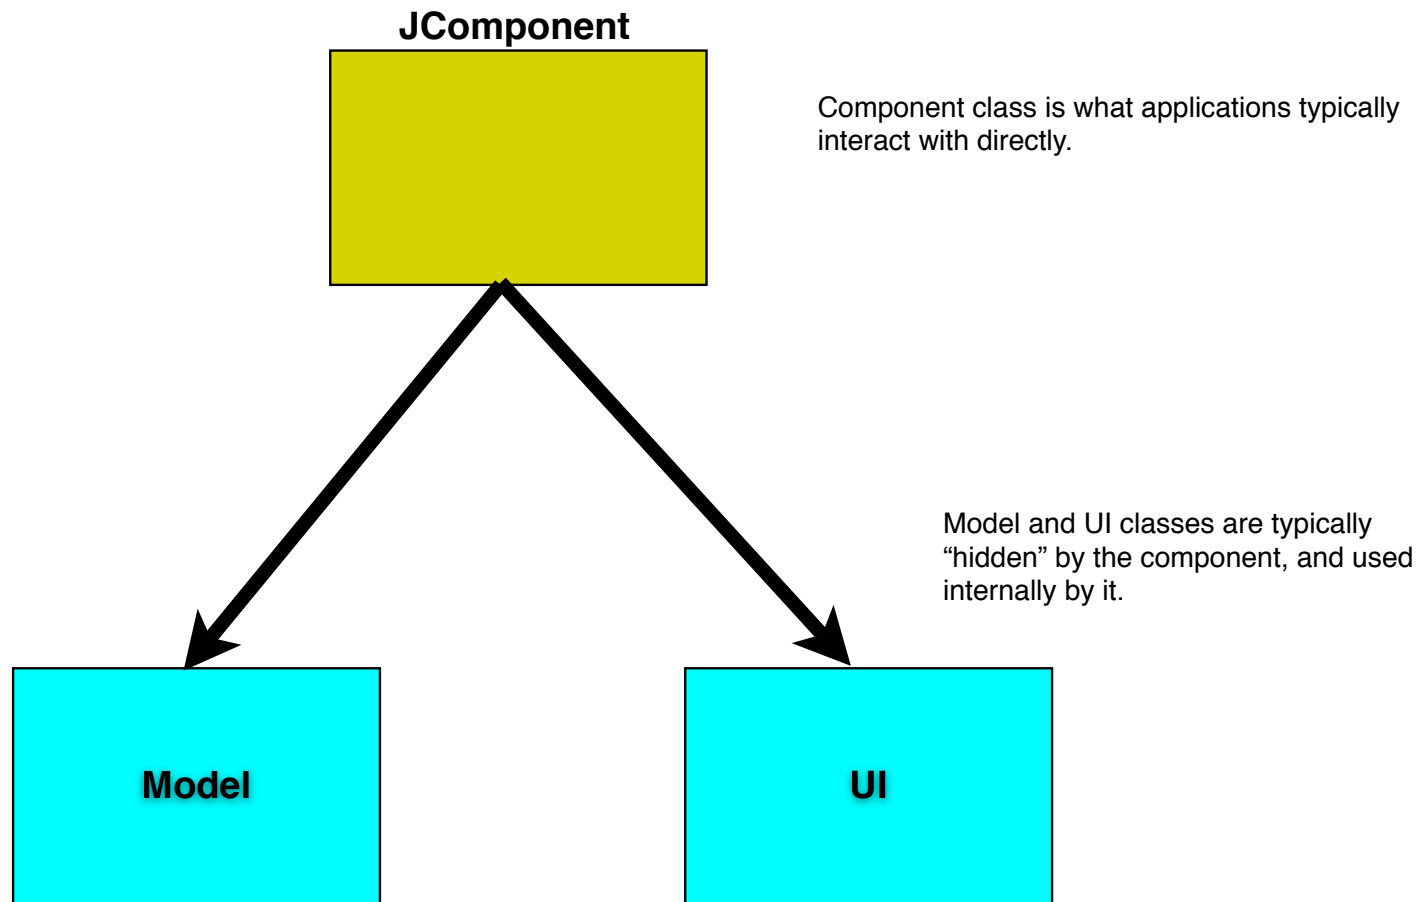 JComponent
Component class is what applications typically
interact with directly.
Model and UI classes are typically
“hidden” by the component, and used
internally by it.
Model
UI